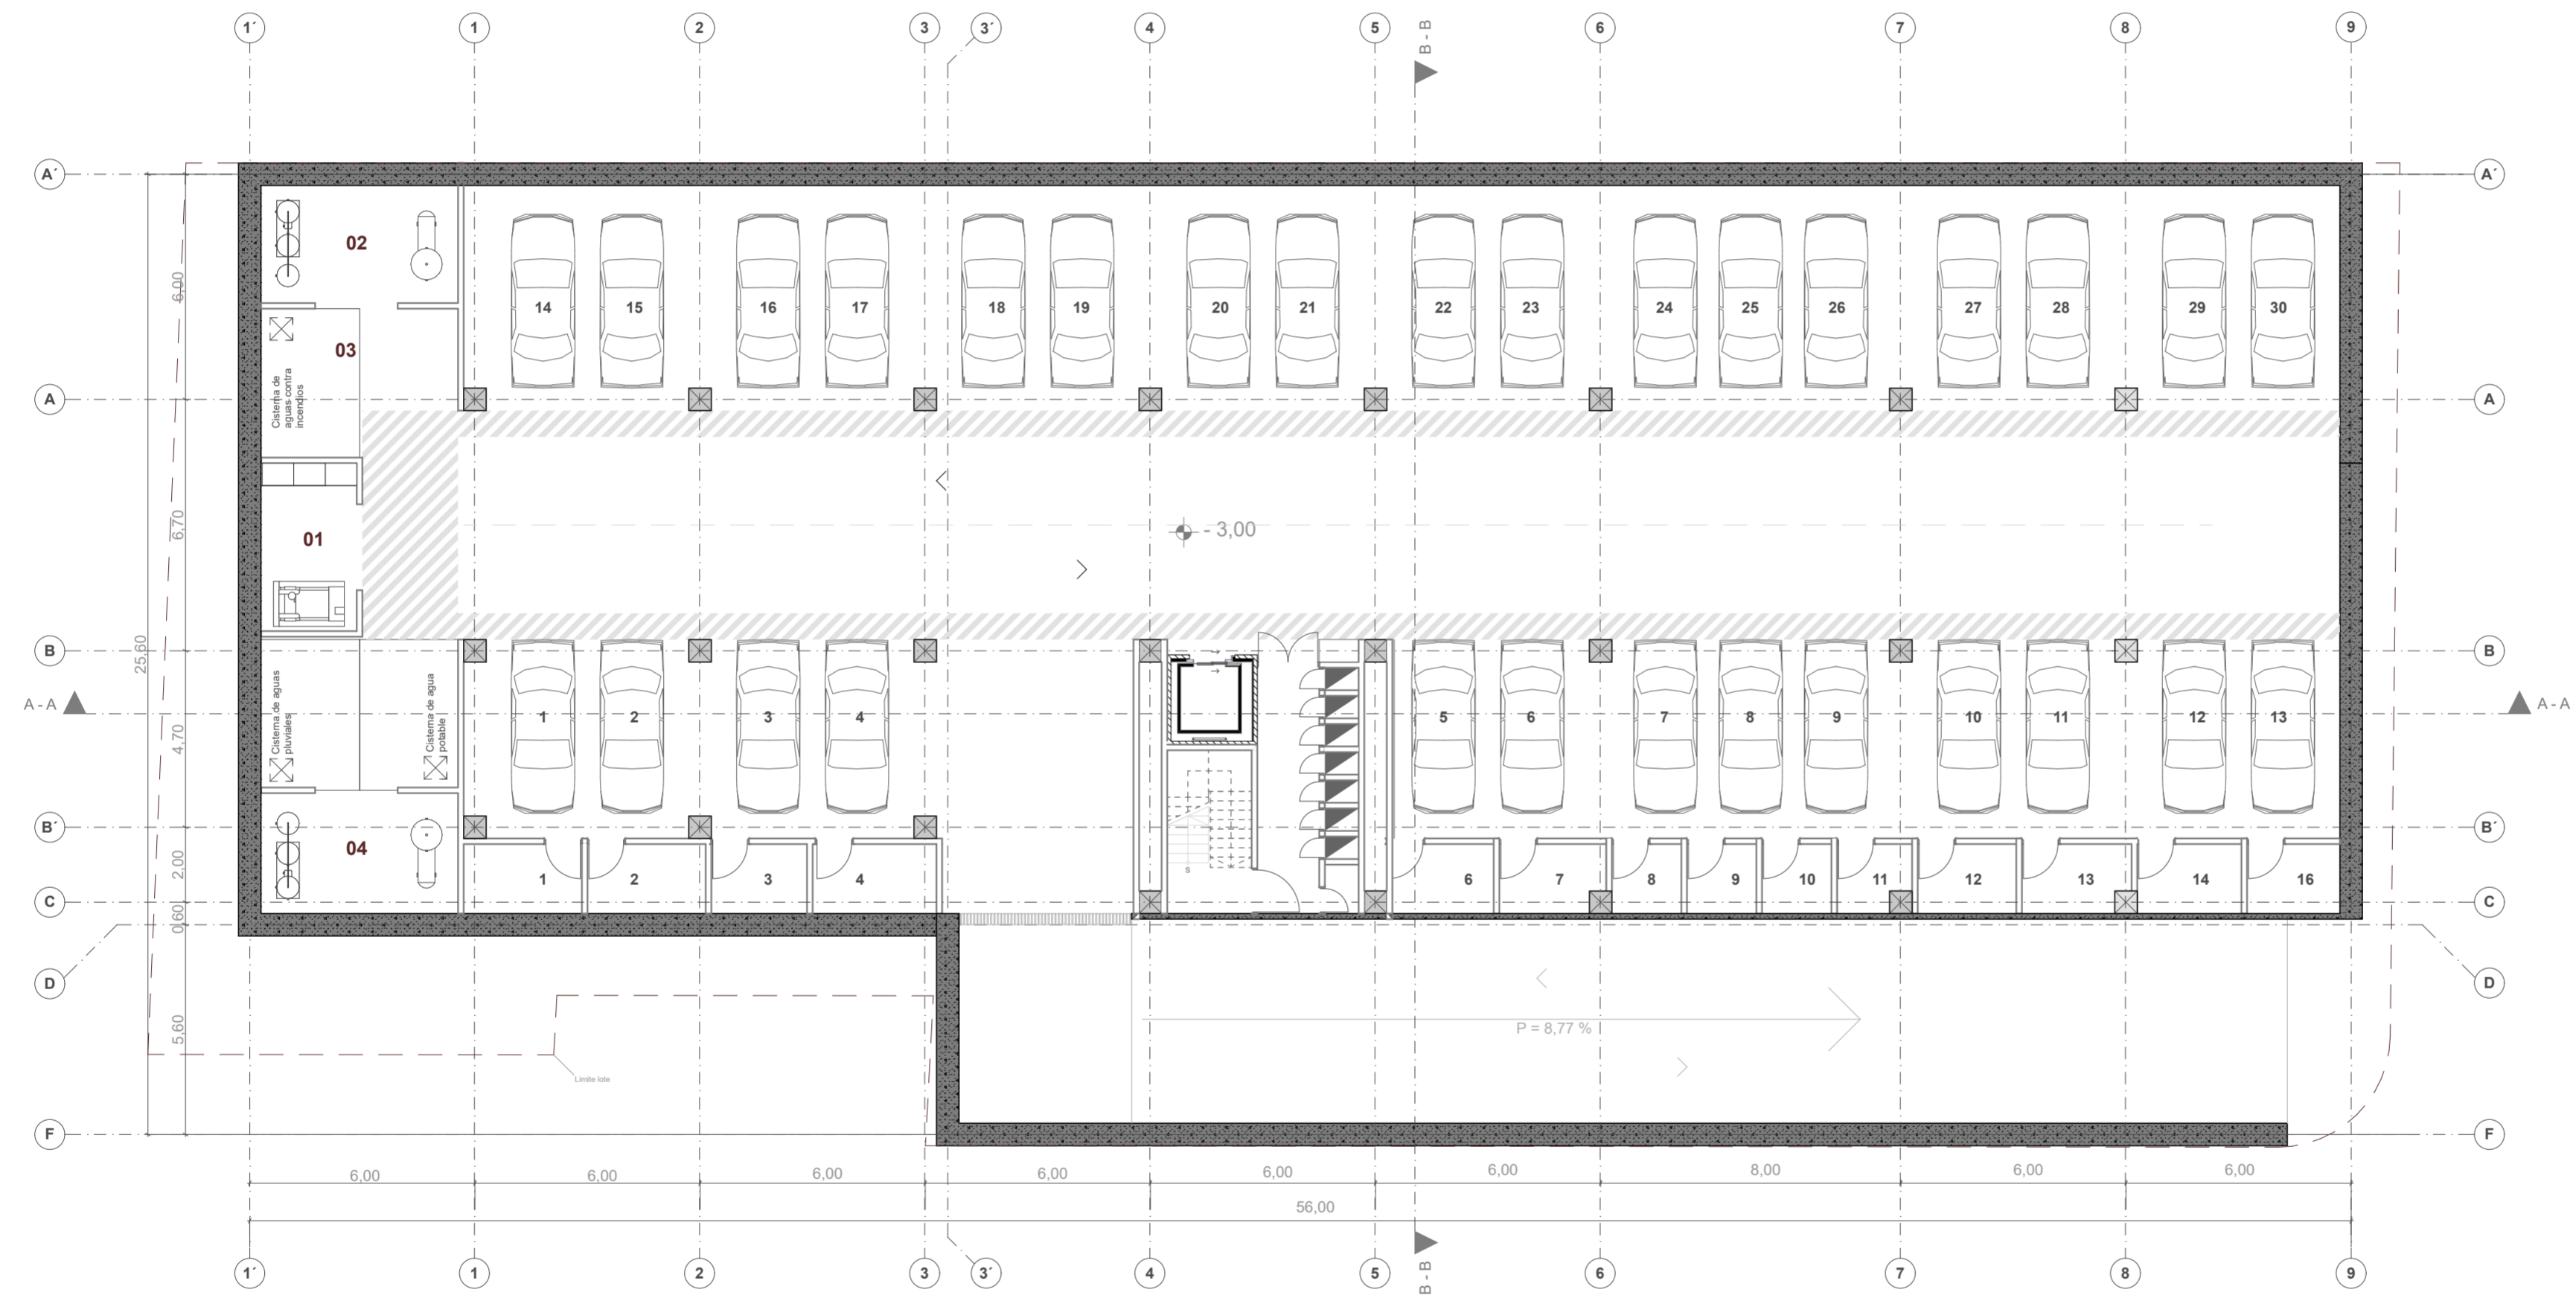 1´ 1 2 3 3´ 4 5 6 7 8 9
B - B
A´ A´
02
14 15 16 17 18 19 20 21 22 23 24 25 26 27 28 29 30
6,00
03
Cisterna de
aguas contra
incendios
A A
6,70
01
- 3,00
25,60
B B
A - A A - A
Cisterna de aguas
pluviales
Cisterna de agua
potable
4,70
1 2 3 4 5 6 7 8 9 10 11 12 13
B´ B´
04
2,00
1 2 3 4 6 7 8 9 10 11 12 13 14 16
S
C C
0,60
D D
5,60
P = 8,77 %
Limite lote
F F
6,00 6,00 6,00 6,00 6,00 6,00 8,00 6,00 6,00
56,00
B - B
1´ 1 2 3 3´ 4 5 6 7 8 9